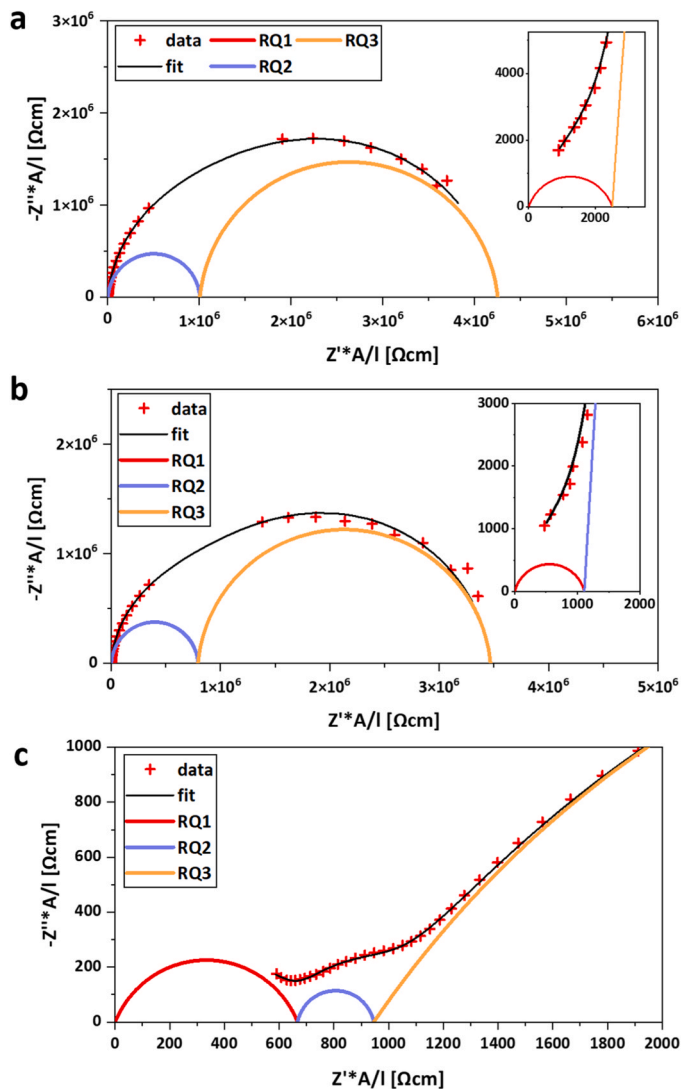 a
-Z''*A/l [Ωcm]
3×10⁶
2×10⁶
1×10⁶
0
data RQ1 RQ3
fit RQ2
4000
2000
0
0 2000
0 1×10⁶ 2×10⁶ 3×10⁶ 4×10⁶ 5×10⁶ 6×10⁶
Z'*A/l [Ωcm]
b
-Z''*A/l [Ωcm]
2×10⁶
1×10⁶
0
data
fit
RQ1
RQ2
RQ3
3000
2000
1000
0
0 1000 2000
0 1×10⁶ 2×10⁶ 3×10⁶ 4×10⁶ 5×10⁶
Z'*A/l [Ωcm]
c
-Z''*A/l [Ωcm]
1000
800
600
400
200
0
data
fit
RQ1
RQ2
RQ3
0 200 400 600 800 1000 1200 1400 1600 1800 2000
Z'*A/l [Ωcm]